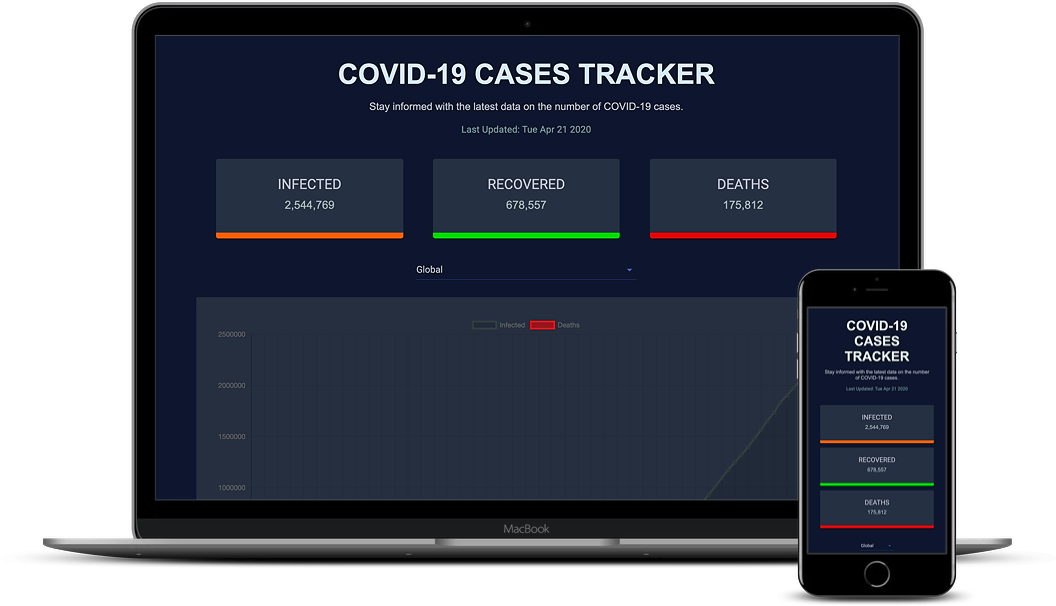 COVID-19 CASES TRACKER
Stay informed with the latest data on the number of COVID-19 cases.
Last Updated: Tue Apr 21 2020
INFECTED
2,544,769
RECOVERED
678,557
DEATHS
175,812
Global
Infected Deaths
2500000
2000000
1500000
1000000
MacBook
COVID-19
CASES
TRACKER
Stay informed with the latest data on the number
of COVID-19 cases.
Last Updated: Tue Apr 21 2020
INFECTED
2,544,769
RECOVERED
678,557
DEATHS
175,812
Global